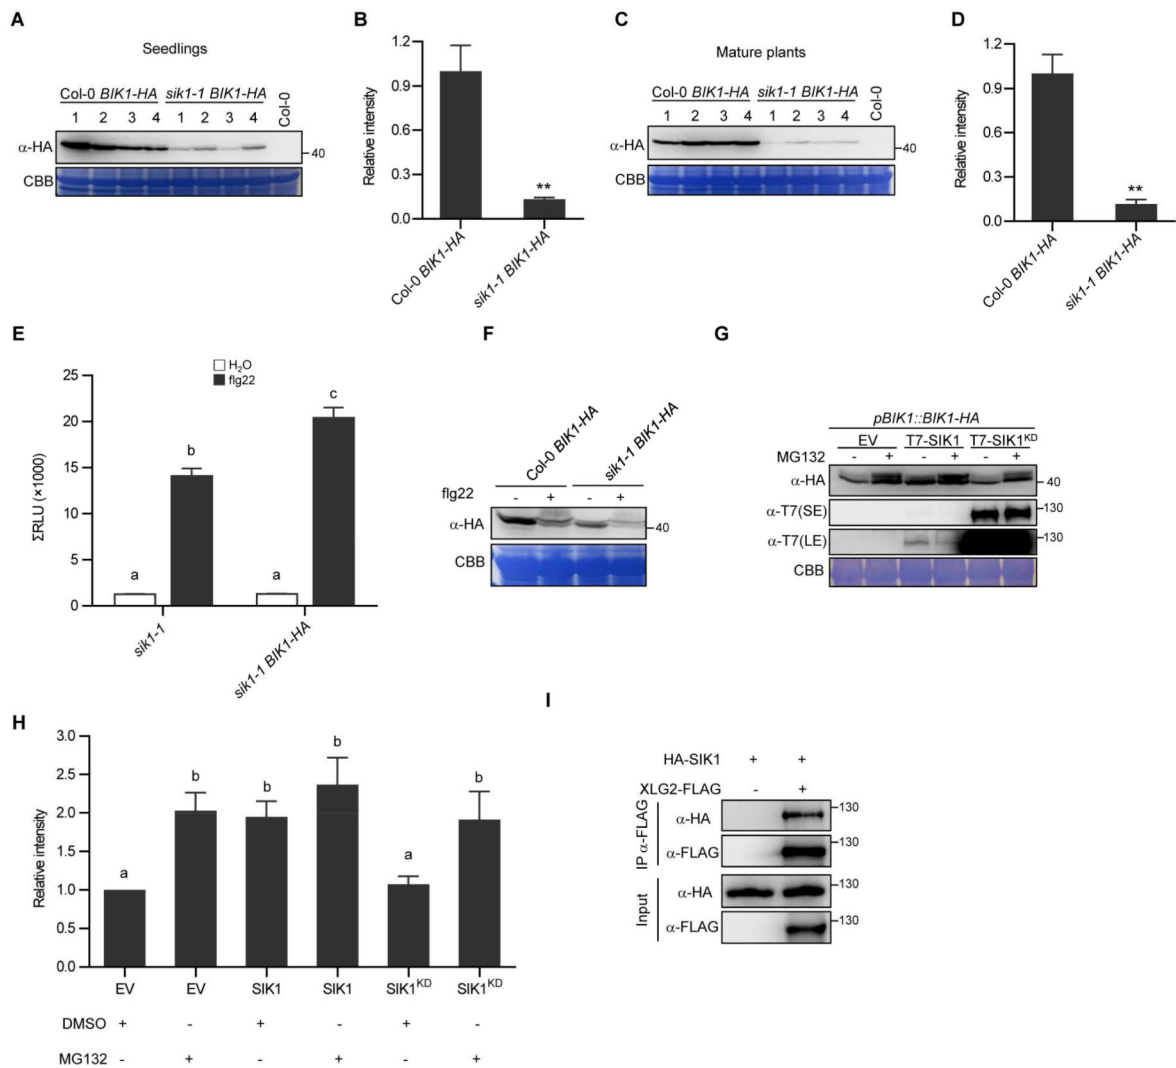 A
Seedlings
Col-0 BIK1-HA sik1-1 BIK1-HA Col-0
1 2 3 4 1 2 3 4
α-HA
40
CBB
B
Relative intensity
1.2
0.9
0.6
0.3
0.0
**
Col-0 BIK1-HA
sik1-1 BIK1-HA
C
Mature plants
Col-0 BIK1-HA sik1-1 BIK1-HA Col-0
1 2 3 4 1 2 3 4
α-HA
40
CBB
D
Relative intensity
1.2
0.9
0.6
0.3
0.0
**
Col-0 BIK1-HA
sik1-1 BIK1-HA
E
H2O
flg22
ΣRLU (×1000)
25
20
15
10
5
0
a
b
a
c
sik1-1
sik1-1 BIK1-HA
F
Col-0 BIK1-HA
sik1-1 BIK1-HA
flg22 - + - +
α-HA
40
CBB
G
pBIK1::BIK1-HA
EV T7-SIK1 T7-SIK1KD
MG132 - + - + - +
α-HA
40
α-T7(SE)
130
α-T7(LE)
130
CBB
H
Relative intensity
3.0
2.5
2.0
1.5
1.0
0.5
0.0
a b b b a b
EV EV SIK1 SIK1 SIK1KD SIK1KD
DMSO + - + - + -
MG132 - + - + - +
I
HA-SIK1 + +
XLG2-FLAG - +
IP α-FLAG
α-HA
130
α-FLAG
130
Input
α-HA
130
α-FLAG
130